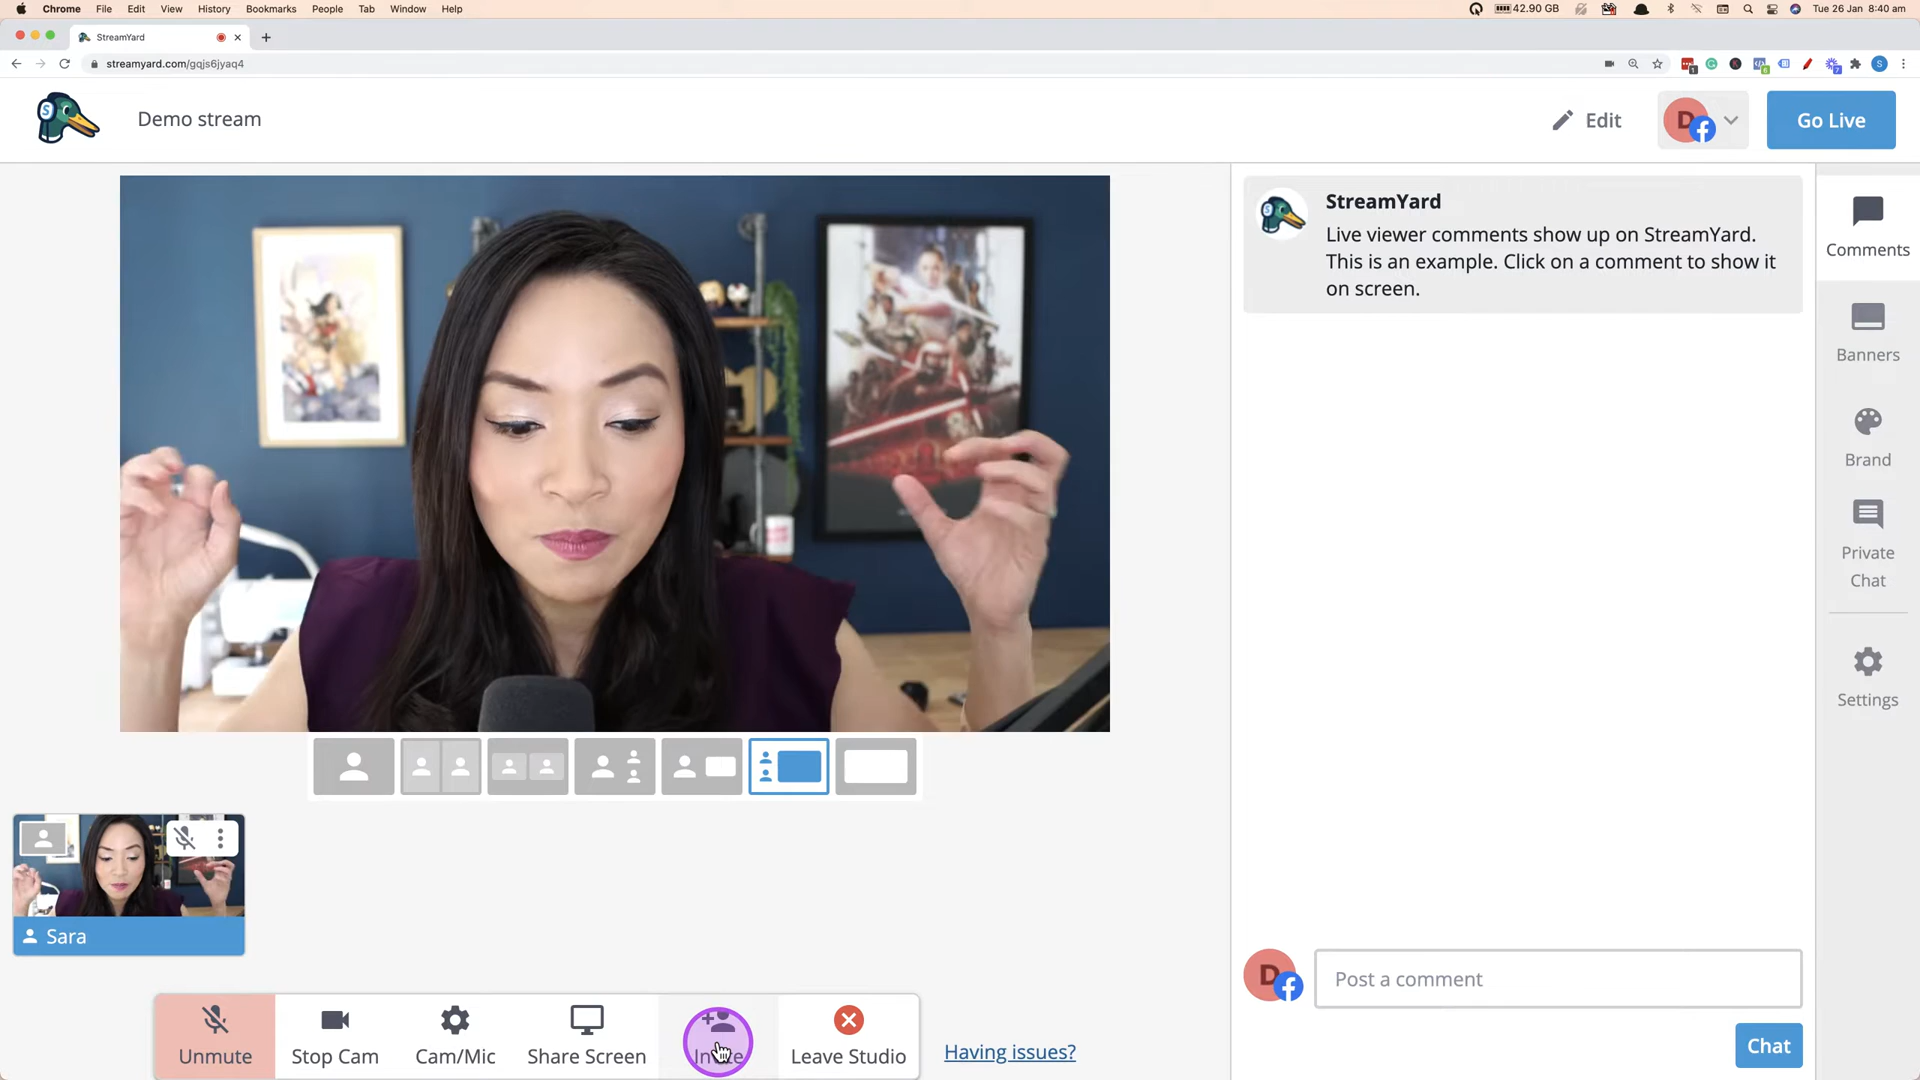 Chrome File Edit View History Bookmarks People Tab Window Help 42.90 GB Tue 26 Jan 8:40 am
StreamYard
streamyard.com/gqjs6jyaq4
Demo stream
Edit
D
Go Live
StreamYard
Live viewer comments show up on StreamYard.
This is an example. Click on a comment to show it
on screen.
Comments
Banners
Brand
Private
Chat
Settings
Sara
D
Post a comment
Chat
Unmute
Stop Cam
Cam/Mic
Share Screen
Leave Studio
Having issues?